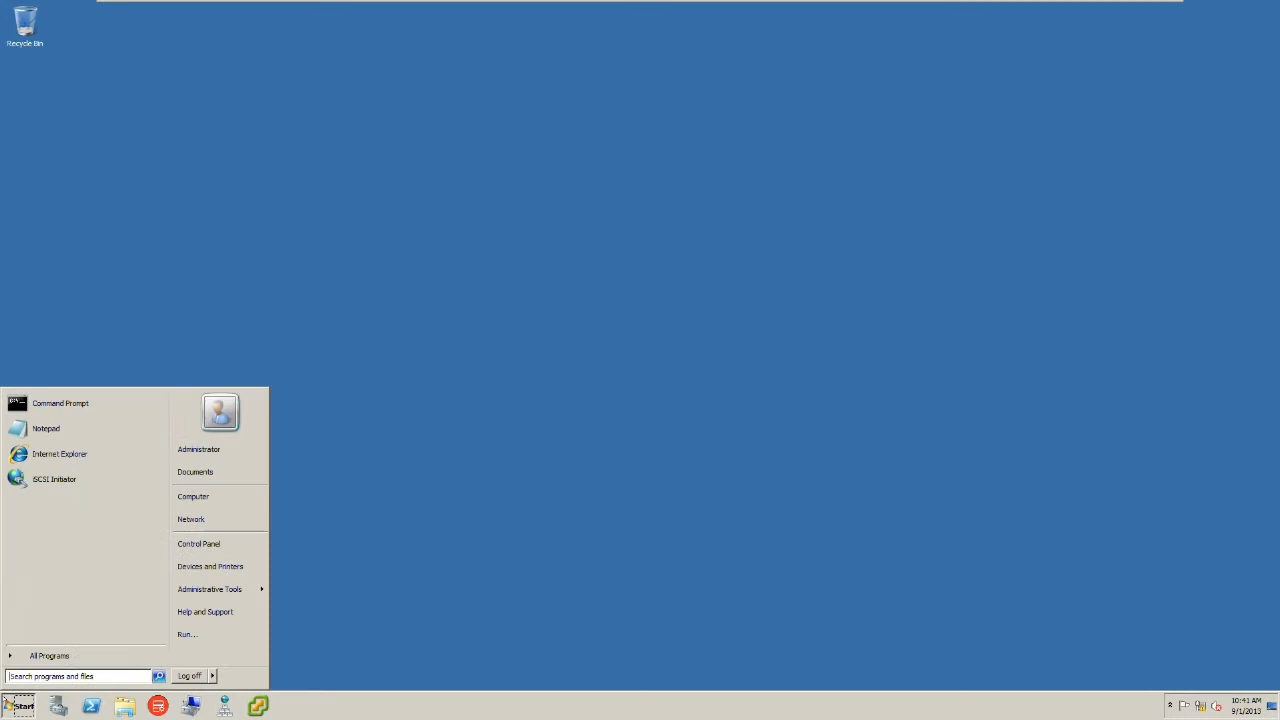 Recycle Bin
Command Prompt
Notepad
Internet Explorer
iSCSI Initiator
All Programs
Search programs and files
Administrator
Documents
Computer
Network
Control Panel
Devices and Printers
Administrative Tools
Help and Support
Run...
Log off
Start
10:41 AM
9/1/2013